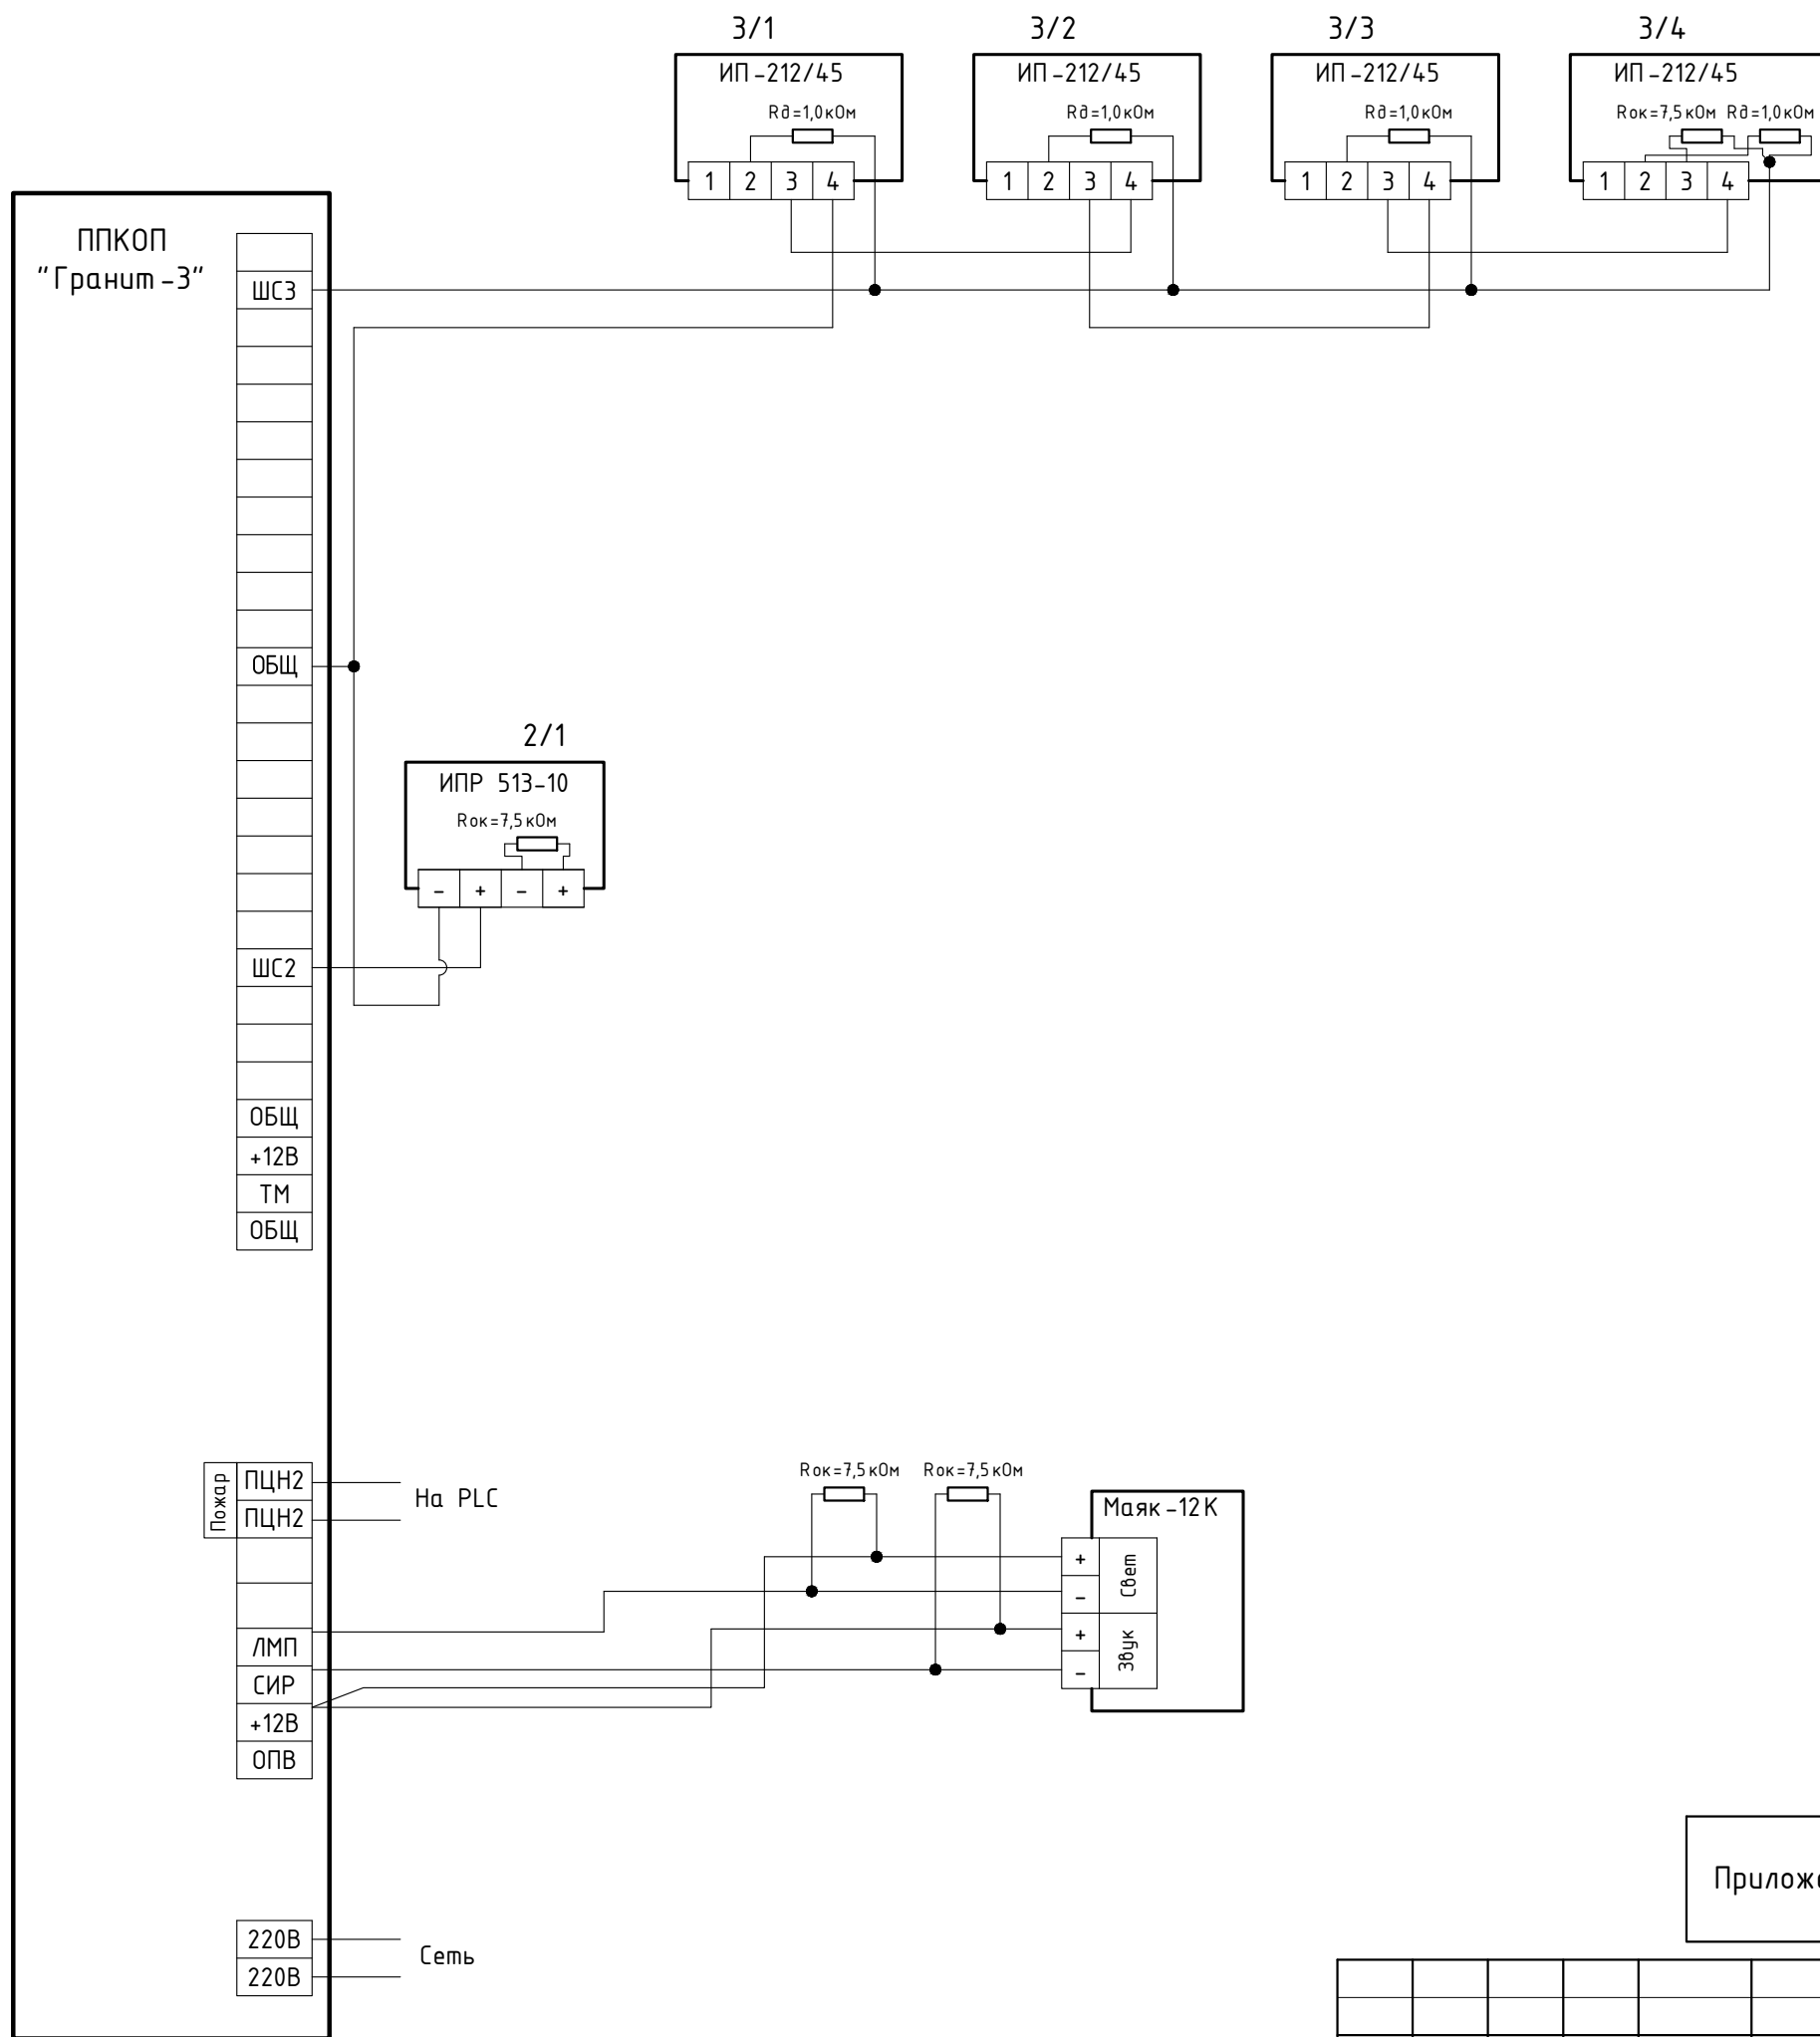 3/1
3/2
3/3
3/4
ИП-212/45
ИП-212/45
ИП-212/45
ИП-212/45
Rд=1,0кОм
Rд=1,0кОм
Rд=1,0кОм
Rок=7,5кОм Rд=1,0кОм
1 2 3 4
1 2 3 4
1 2 3 4
1 2 3 4
ППКОП
"Гранит-3"
ШС3
ОБЩ
2/1
ИПР 513-10
Rок=7,5кОм
- + - +
ШС2
ОБЩ
+12В
ТМ
ОБЩ
Пожар
ПЦН2
ПЦН2
На PLC
Rок=7,5кОм
Rок=7,5кОм
Маяк-12К
+
-
Свет
+
-
Звук
ЛМП
СИР
+12В
ОПВ
220В
220В
Сеть